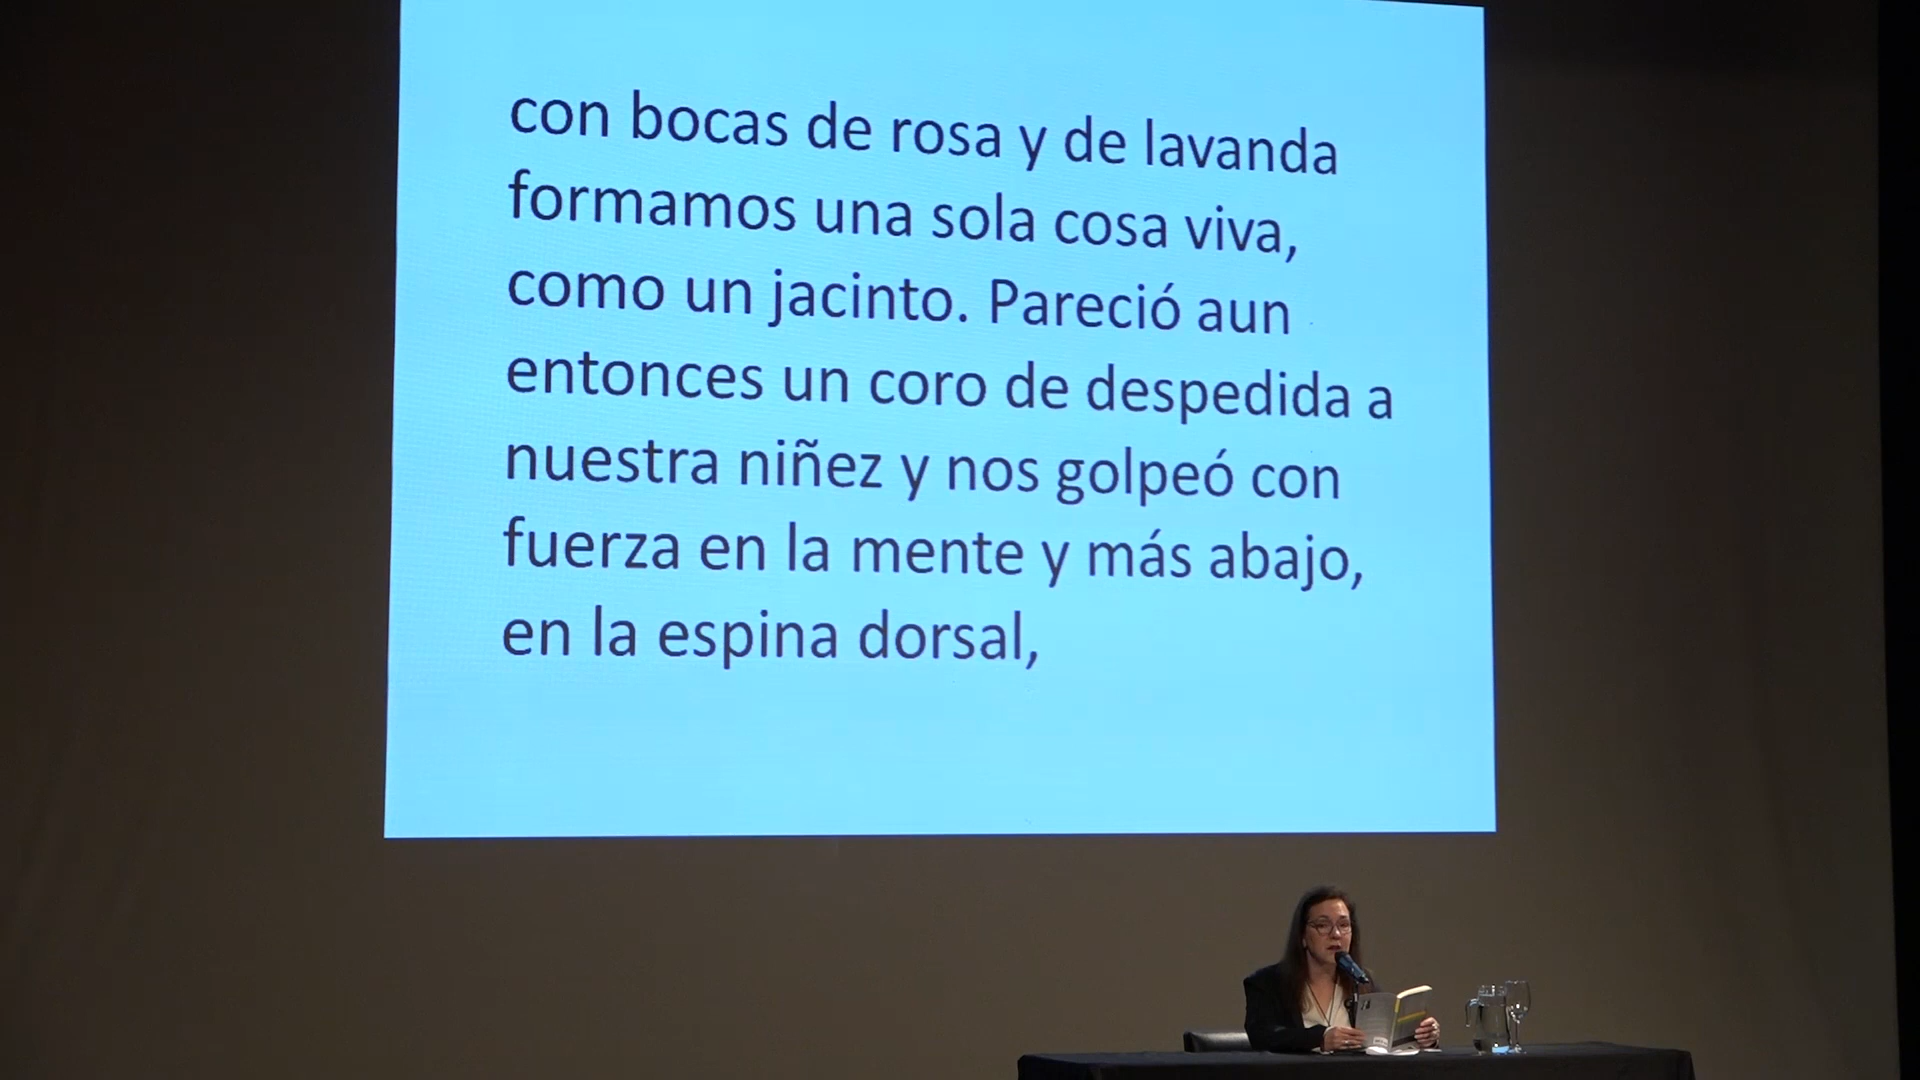 con bocas de rosa y de lavanda
formamos una sola cosa viva,
como un jacinto. Pareció aun
entonces un coro de despedida a
nuestra niñez y nos golpeó con
fuerza en la mente y más abajo,
en la espina dorsal,